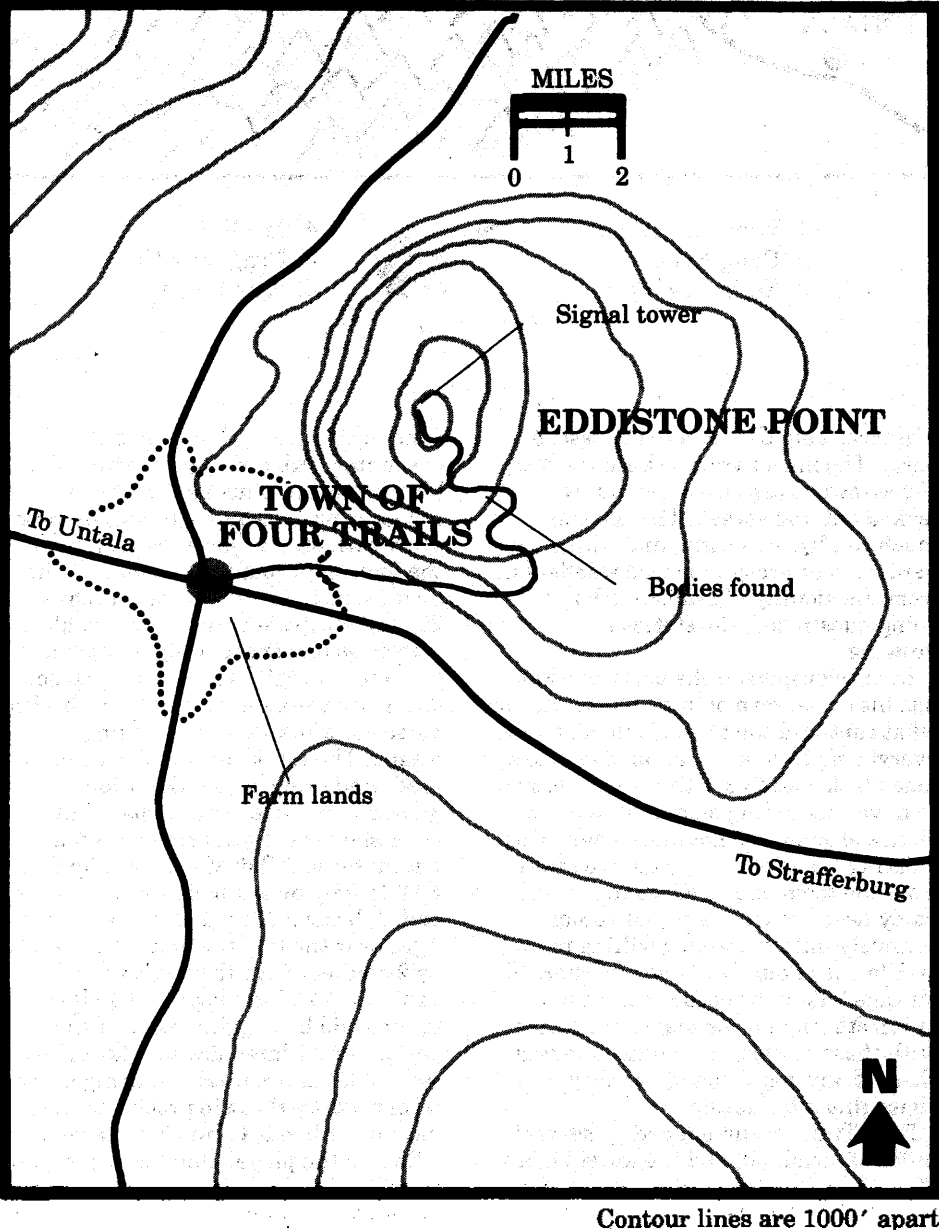 MILES
1
0 2
Signal tower
EDDISTONE POINT
TOWN OF
FOUR TRAILS
To Untala
Bodies found
Farm lands
To Strafferburg
N
Contour lines are 1000′ apart